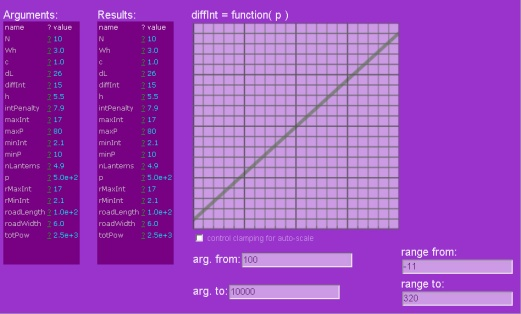 Arguments:
name ? value
N ? 10
Wh ? 3.0
c ? 1.0
dL ? 26
diffInt ? 15
h ? 5.5
intPenalty ? 7.9
maxInt ? 17
maxP ? 80
minInt ? 2.1
minP ? 10
nLanterns ? 4.9
p ? 5.0e+2
rMaxInt ? 17
rMinInt ? 2.1
roadLength ? 1.0e+2
roadWidth ? 6.0
totPow ? 2.5e+3
Results:
name ? value
N ? 10
Wh ? 3.0
c ? 1.0
dL ? 26
diffInt ? 15
h ? 5.5
intPenalty ? 7.9
maxInt ? 17
maxP ? 80
minInt ? 2.1
minP ? 10
nLanterns ? 4.9
p ? 5.0e+2
rMaxInt ? 17
rMinInt ? 2.1
roadLength ? 1.0e+2
roadWidth ? 6.0
totPow ? 2.5e+3
diffInt = function( p )
control clamping for auto-scale
arg. from: 100
arg. to: 10000
range from:
-11
range to:
320